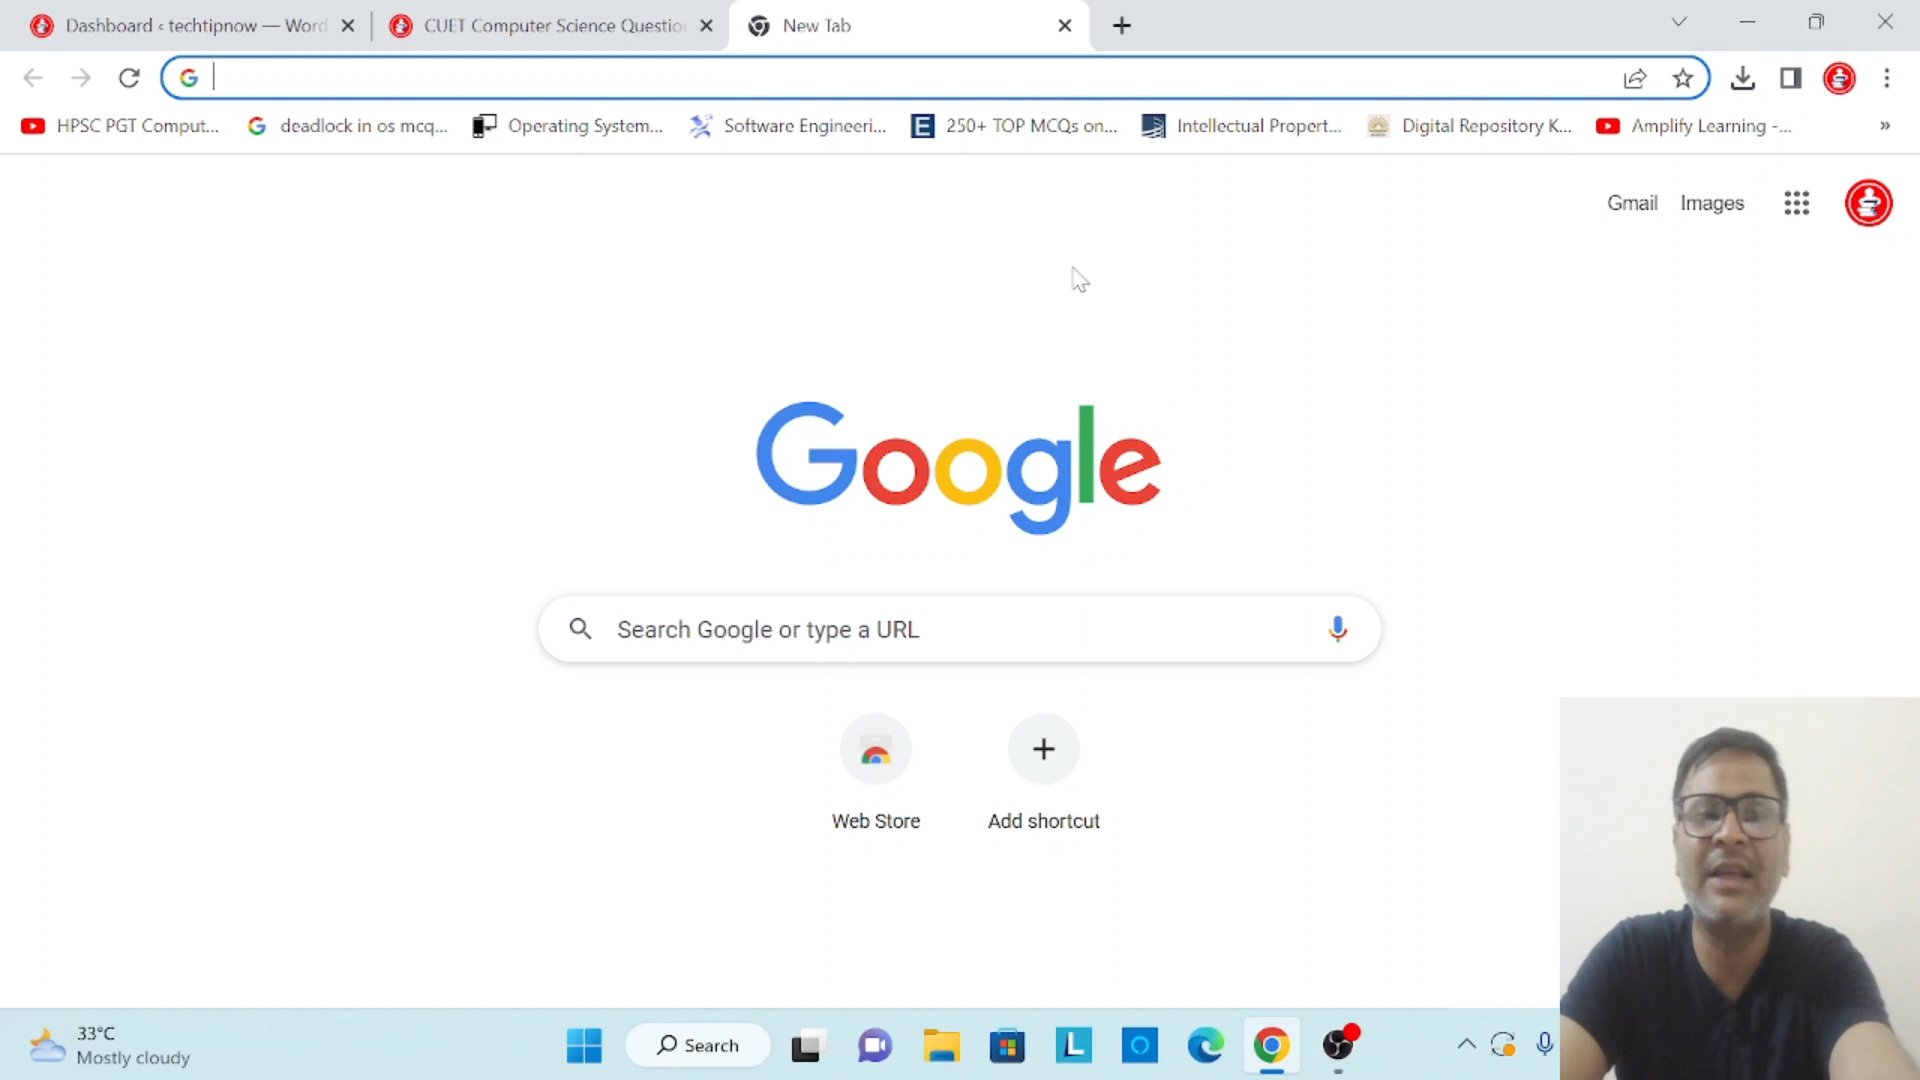 Dashboard ‹ techtipnow — Word
CUET Computer Science Question
New Tab
HPSC PGT Comput...
deadlock in os mcq...
Operating System...
Software Engineeri...
250+ TOP MCQs on...
Intellectual Propert...
Digital Repository K...
Amplify Learning -...
»
Gmail
Images
Google
Search Google or type a URL
Web Store
Add shortcut
33°C
Mostly cloudy
Search